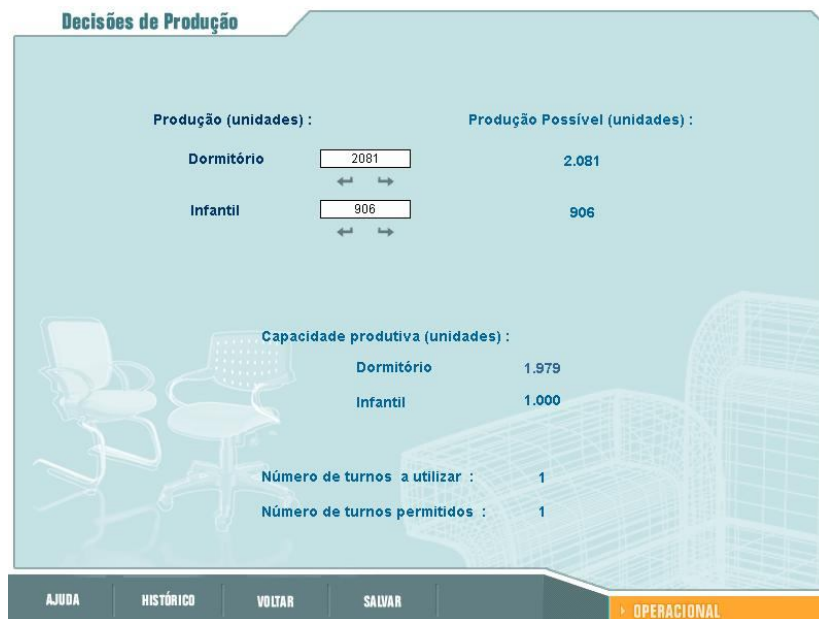 Decisões de Produção
Produção (unidades) : Produção Possível (unidades) :
Dormitório 2081 2.081
Infantil 906 906
Capacidade produtiva (unidades) :
Dormitório 1.979
Infantil 1.000
Número de turnos a utilizar : 1
Número de turnos permitidos : 1
AJUDA HISTÓRICO VOLTAR SALVAR OPERACIONAL